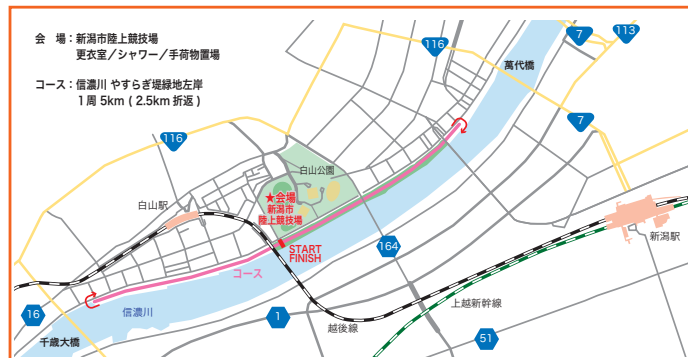 会 場：新潟市陸上競技場
更衣室／シャワー／手荷物置場
コース：信濃川 やすらぎ堤緑地左岸
1周 5km ( 2.5km 折返 )
116
7
113
萬代橋
116
7
白山公園
白山駅
★会場
新潟市
陸上競技場
164
新潟駅
START
FINISH
コース
上越新幹線
16
信濃川
1
越後線
51
千歳大橋